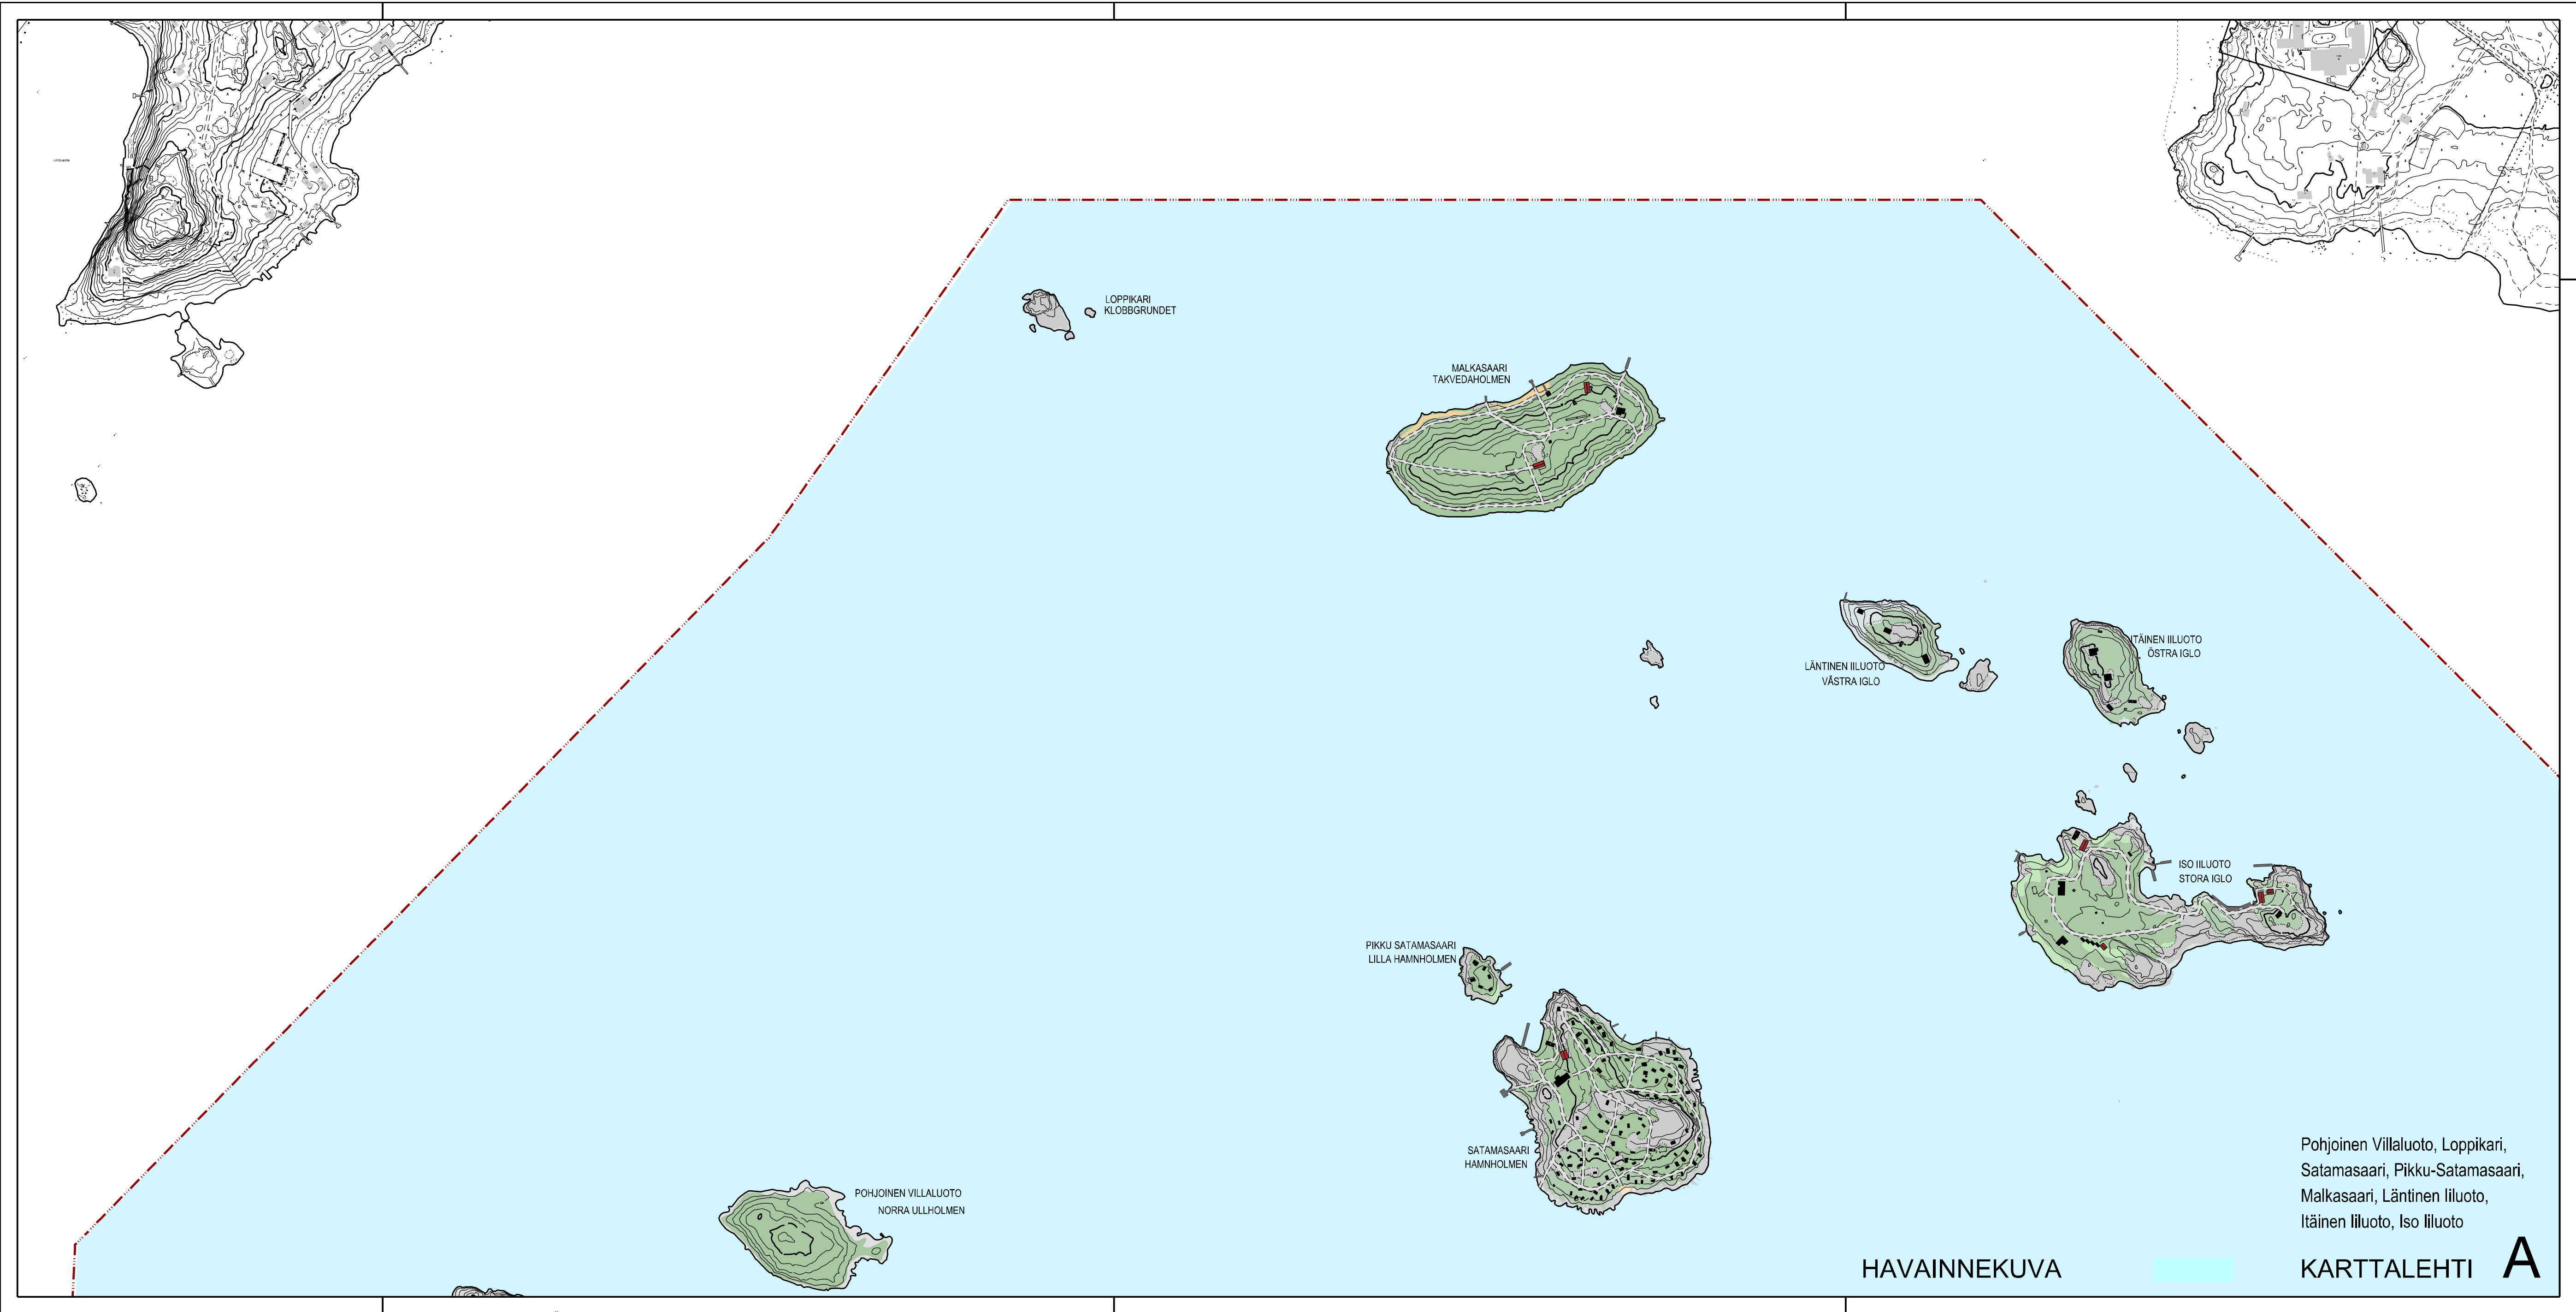 LOPPIKARI
KLOBBGRUNDET
MALKASAARI
TAKVEDAHOLMEN
LÄNTINEN IILUOTO
VÄSTRA IGLO
ITÄINEN IILUOTO
ÖSTRA IGLO
ISO IILUOTO
STORA IGLO
PIKKU SATAMASAARI
LILLA HAMNHOLMEN
SATAMASAARI
HAMNHOLMEN
POHJOINEN VILLALUOTO
NORRA ULLHOLMEN
Pohjoinen Villaluoto, Loppikari,
Satamasaari, Pikku-Satamasaari,
Malkasaari, Läntinen Iiluoto,
Itäinen Iiluoto, Iso Iiluoto
HAVAINNEKUVA KARTTALEHTI A